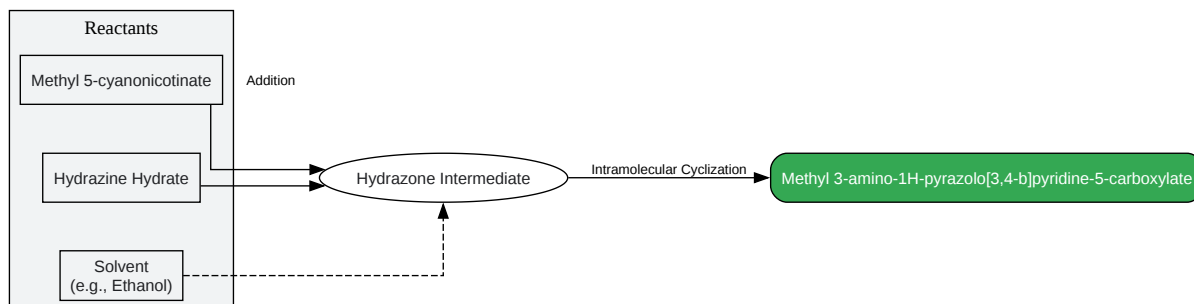 Reactants
Methyl 5-cyanonicotinate
Addition
Hydrazine Hydrate
Hydrazone Intermediate
Intramolecular Cyclization
Methyl 3-amino-1H-pyrazolo[3,4-b]pyridine-5-carboxylate
Solvent
(e.g., Ethanol)